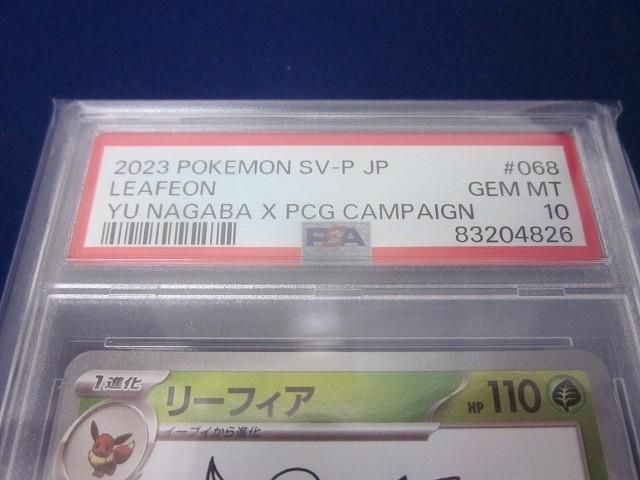 2023 POKEMON SV-P JP #068
LEAFEON GEM MT
YU NAGABA X PCG CAMPAIGN 10
PSA 83204826
1進化 リーフィア HP 110
イーブイから進化